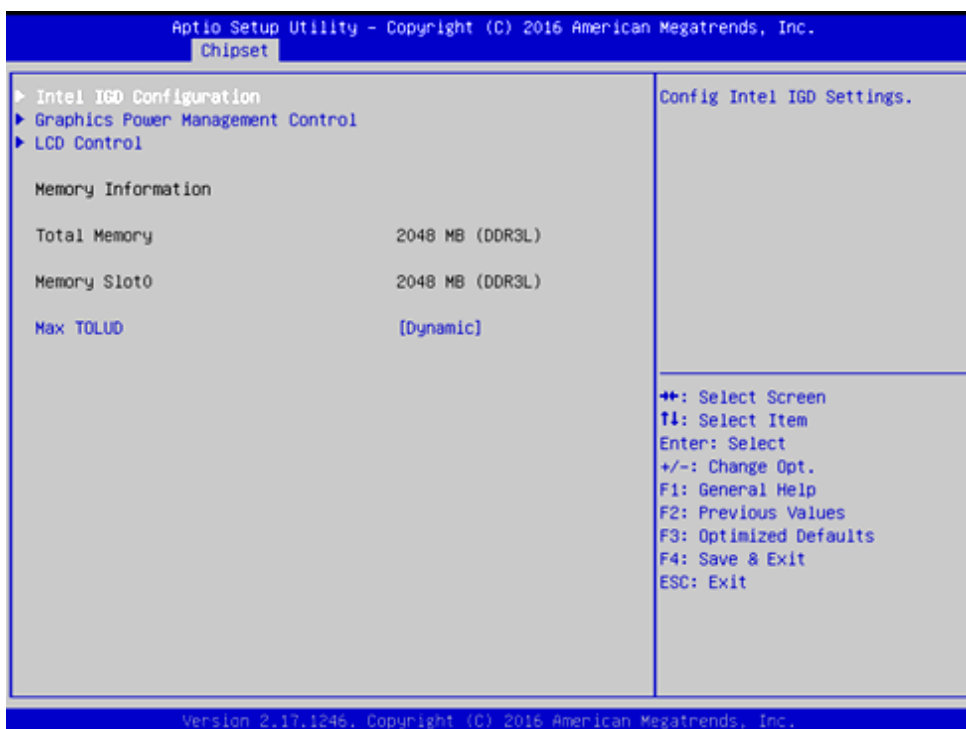 Aptio Setup Utility – Copyright (C) 2016 American Megatrends, Inc.
Chipset
▶ Intel IGD Configuration
▶ Graphics Power Management Control
▶ LCD Control
Memory Information
Total Memory 2048 MB (DDR3L)
Memory Slot0 2048 MB (DDR3L)
Max TOLUD [Dynamic]
Config Intel IGD Settings.
→←: Select Screen
↑↓: Select Item
Enter: Select
+/-: Change Opt.
F1: General Help
F2: Previous Values
F3: Optimized Defaults
F4: Save & Exit
ESC: Exit
Version 2.17.1246. Copyright (C) 2016 American Megatrends, Inc.